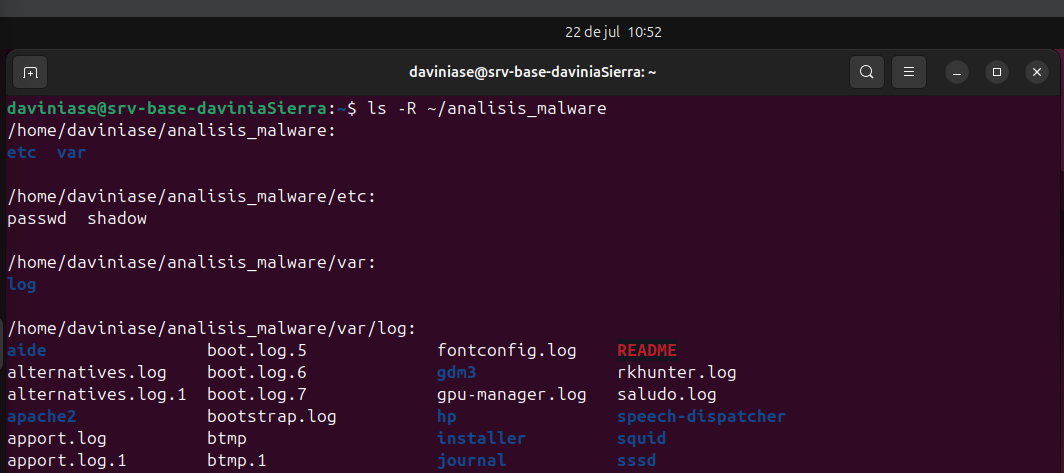 22 de jul 10:52
daviniase@srv-base-daviniaSierra: ~
daviniase@srv-base-daviniaSierra:~$ ls -R ~/analisis_malware
/home/daviniase/analisis_malware:
etc  var
/home/daviniase/analisis_malware/etc:
passwd  shadow
/home/daviniase/analisis_malware/var:
log
/home/daviniase/analisis_malware/var/log:
aide                boot.log.5             fontconfig.log    README
alternatives.log    boot.log.6             gdm3              rkhunter.log
alternatives.log.1  boot.log.7             gpu-manager.log   saludo.log
apache2             bootstrap.log          hp                speech-dispatcher
apport.log          btmp                   installer         squid
apport.log.1        btmp.1                 journal           sssd